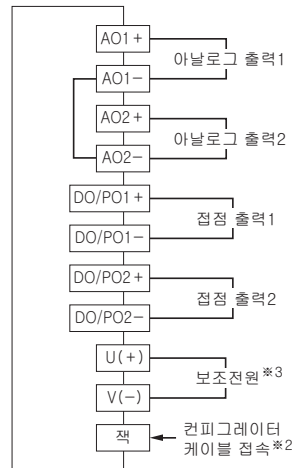 AO1+
아날로그 출력1
AO1−
AO2+
아날로그 출력2
AO2−
DO/PO1+
접점 출력1
DO/PO1−
DO/PO2+
접점 출력2
DO/PO2−
U(+)
보조전원※3
V(−)
잭
컨피그레이터
케이블 접속※2